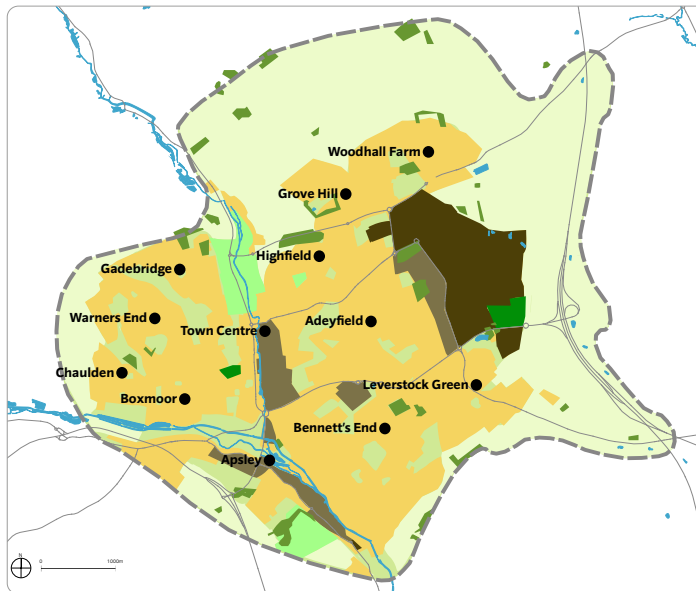 Woodhall Farm
Grove Hill
Highfield
Gadebridge
Warners End
Town Centre
Adeyfield
Chaulden
Leverstock Green
Boxmoor
Bennett's End
Apsley
N
0 1000m